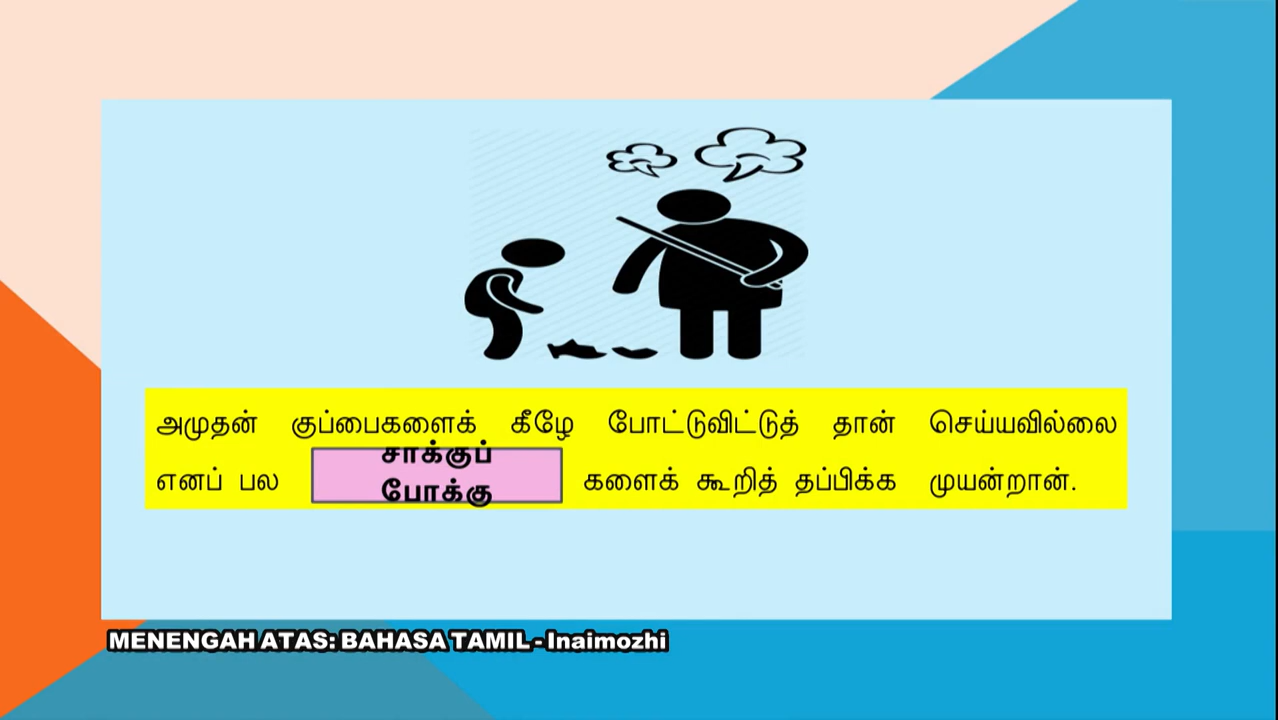 அமுதன் குப்பைகளைக் கீழே போட்டுவிட்டுத் தான் செய்யவில்லை
எனப் பல சாக்குப் போக்கு களைக் கூறித் தப்பிக்க முயன்றான்.
MENENGAH ATAS: BAHASA TAMIL - Inaimozhi